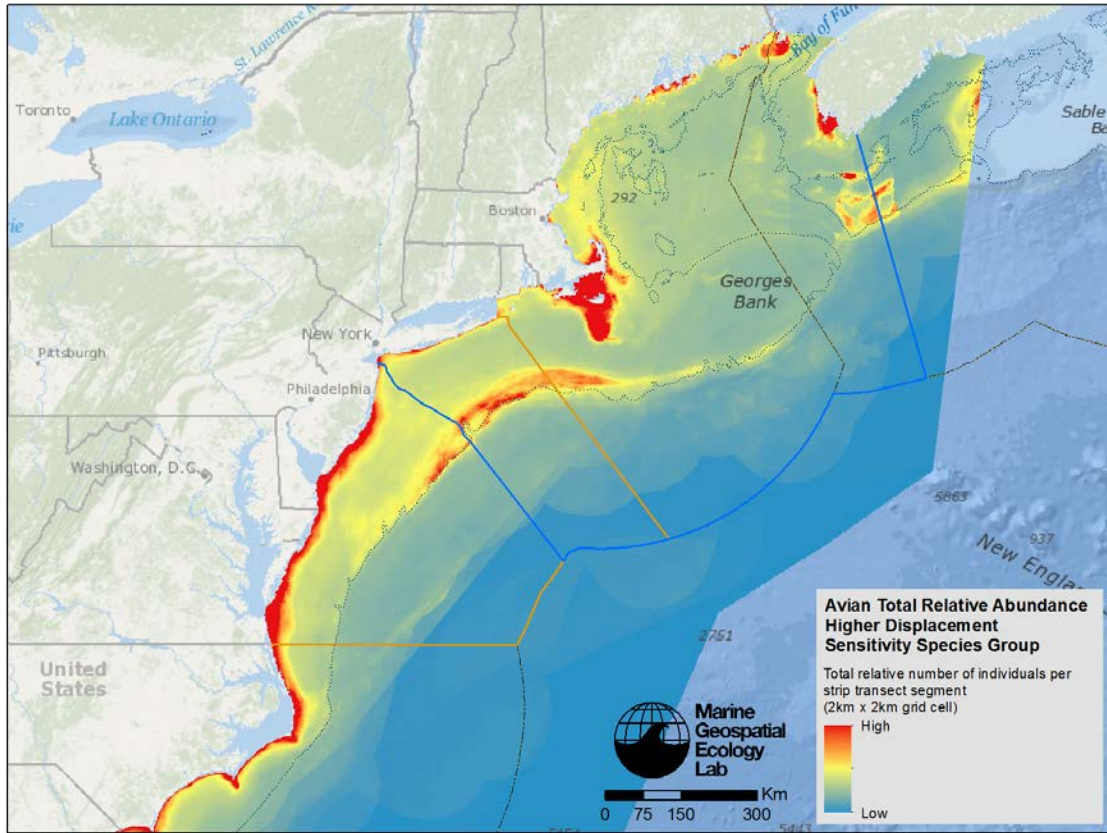 St. Lawrence R
Bay of Fun
Toronto
Lake Ontario
Sable
Ba
rie
292
Boston
Georges
Bank
New York
Pittsburgh
Philadelphia
Washington, D.C.
5863
937
New Engla
2751
United
States
Avian Total Relative Abundance
Higher Displacement
Sensitivity Species Group
Total relative number of individuals per
strip transect segment
(2km x 2km grid cell)
High
Low
Marine
Geospatial
Ecology
Lab
Km
0 75 150 300
5443